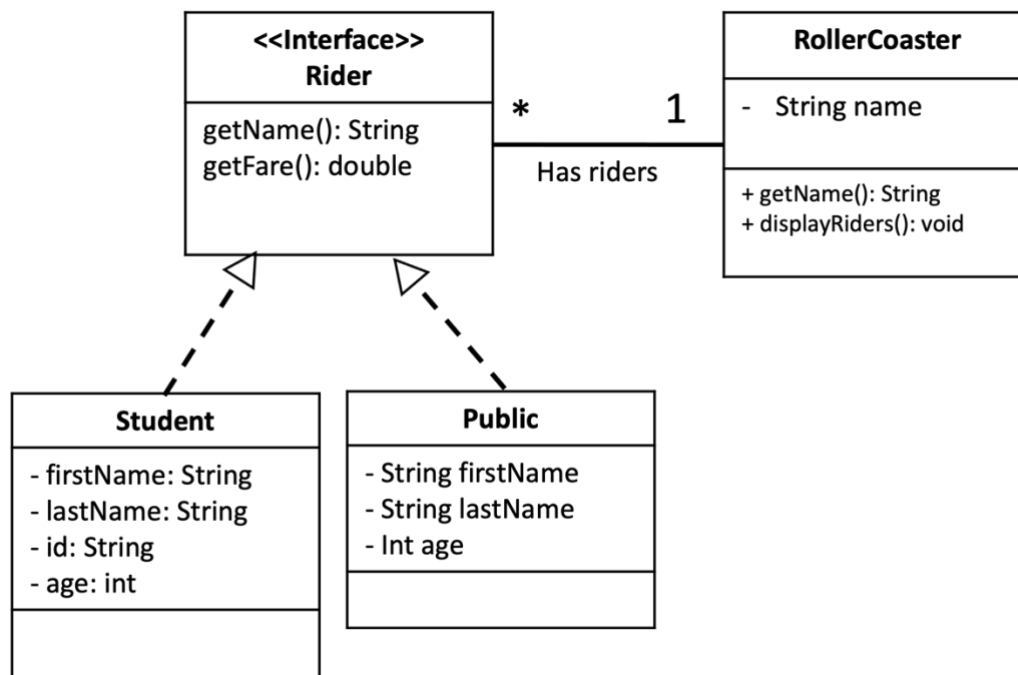 <<Interface>>
Rider
getName(): String
getFare(): double
* 1
Has riders
RollerCoaster
- String name
+ getName(): String
+ displayRiders(): void
Student
- firstName: String
- lastName: String
- id: String
- age: int
Public
- String firstName
- String lastName
- Int age